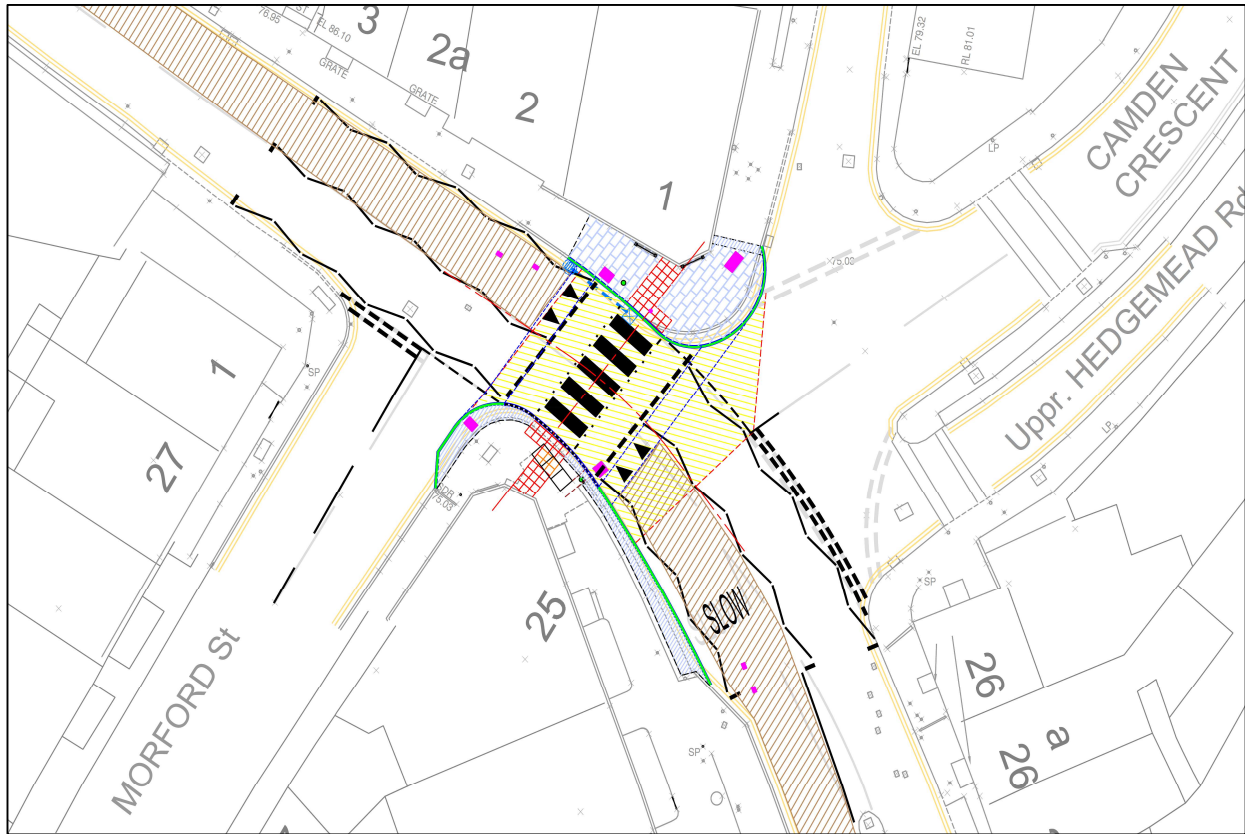 76.95
ST
EL 86.10
3
2a
GRATE
GRATE
2
1
EL 79.32
RL 81.01
CAMDEN
CRESCENT
LP
Uppr. HEDGEMEAD Rd
LP
75.03
1
SP
27
75.03
25
SLOW
MORFORD St
SP
SP
26
a
26